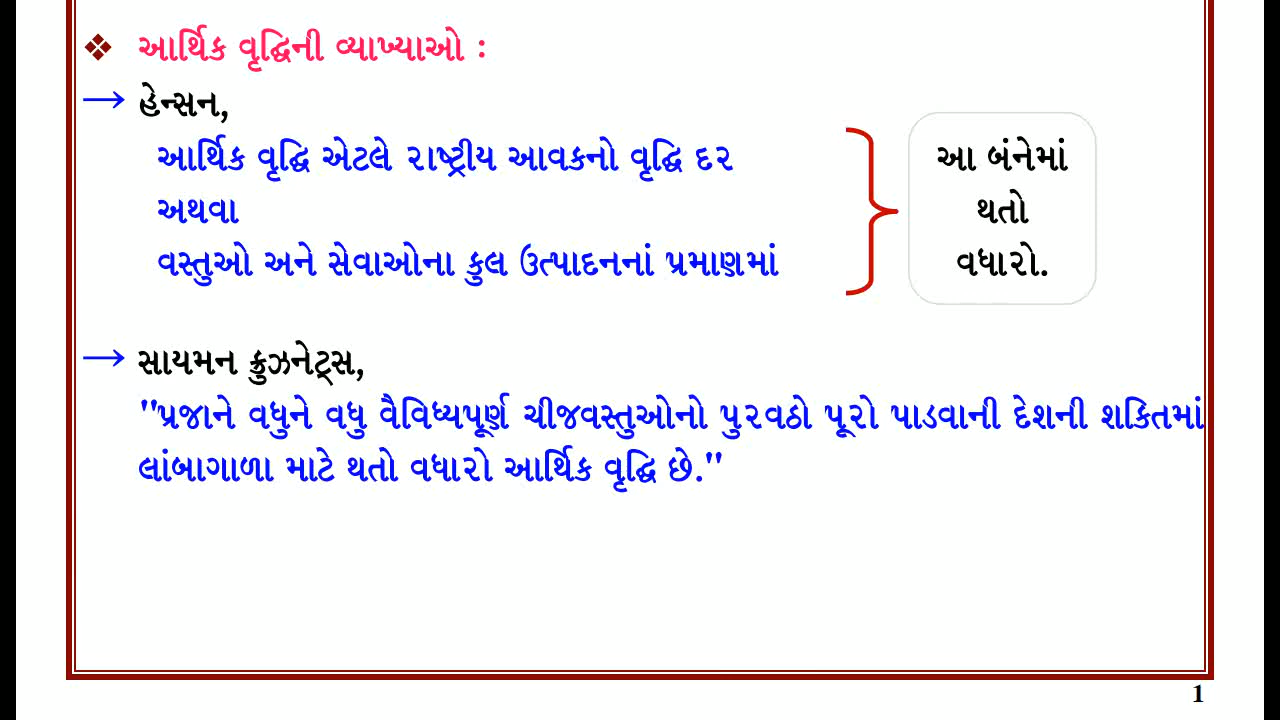 ❖ આર્થિક વૃદ્ધિની વ્યાખ્યાઓ :
→ હેન્સન,
આર્થિક વૃદ્ધિ એટલે રાષ્ટ્રીય આવકનો વૃદ્ધિ દર
અથવા
વસ્તુઓ અને સેવાઓના કુલ ઉત્પાદનનાં પ્રમાણમાં
આ બંનેમાં
થતો
વધારો.
→ સાયમન ક્રુઝનેટ્સ,
"પ્રજાને વધુને વધુ વૈવિધ્યપૂર્ણ ચીજવસ્તુઓનો પુરવઠો પૂરો પાડવાની દેશની શકિતમાં
લાંબાગાળા માટે થતો વધારો આર્થિક વૃદ્ધિ છે."
1